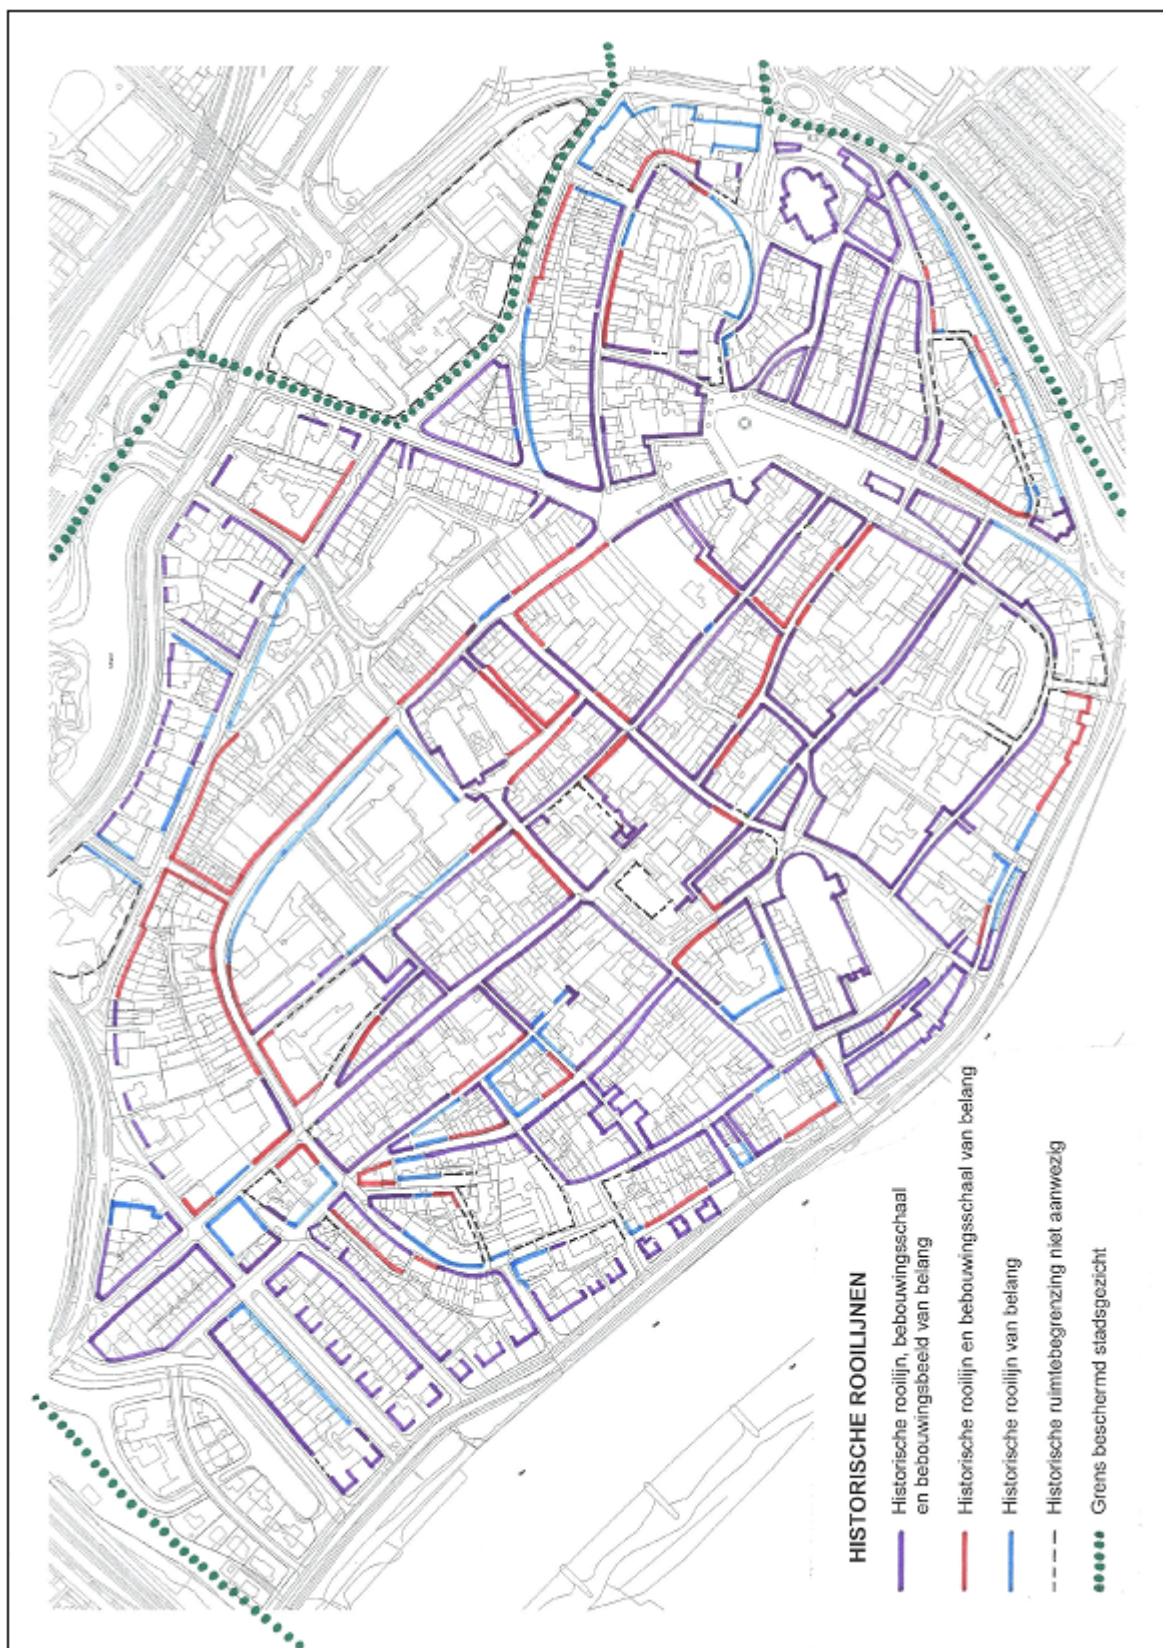 HISTORISCHE ROOILIJNEN
Historische rooilijn, bebouwingsschaal
en bebouwingsbeeld van belang
Historische rooilijn en bebouwingsschaal van belang
Historische rooilijn van belang
Historische ruimtebegrenzing niet aanwezig
Grens beschermd stadsgezicht